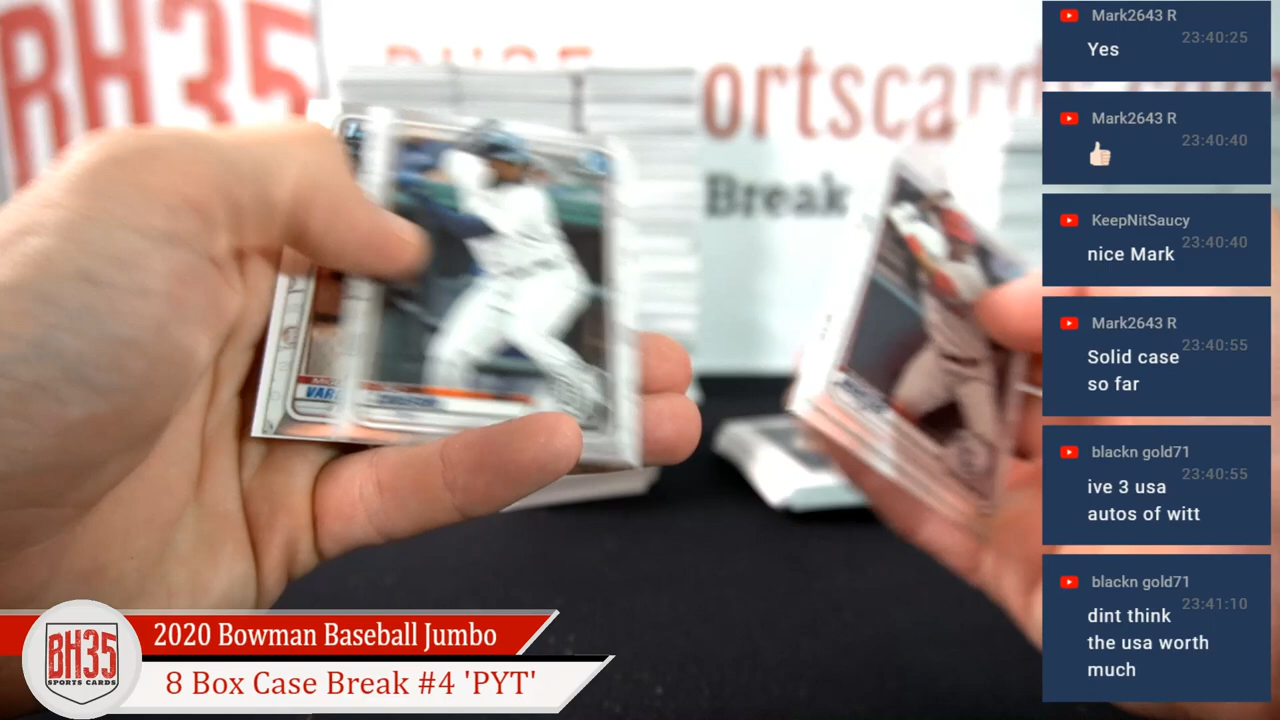 BH35
ortscard
Break
VAR
Mark2643 R
23:40:25
Yes
Mark2643 R
23:40:40
👍🏻
KeepNitSaucy
23:40:40
nice Mark
Mark2643 R
23:40:55
Solid case
so far
blackn gold71
23:40:55
ive 3 usa
autos of witt
blackn gold71
23:41:10
dint think
the usa worth
much
BH35
SPORTS CARDS
2020 Bowman Baseball Jumbo
8 Box Case Break #4 'PYT'